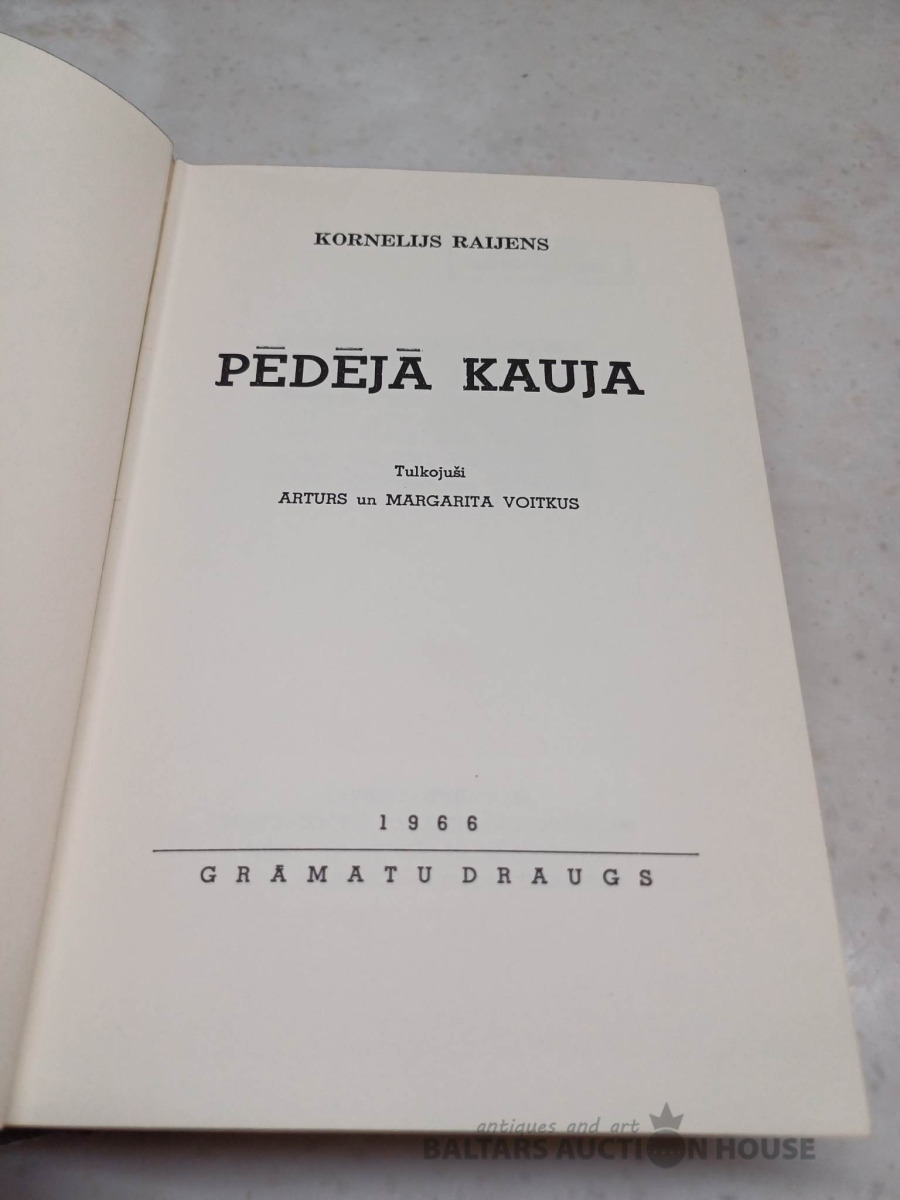 KORNELIJS RAIJENS
PĒDĒJĀ KAUJA
Tulkojuši
ARTURS un MARGARITA VOITKUS
1966
GRĀMATU DRAUGS
antiques and art
BALTARS AUCTION HOUSE